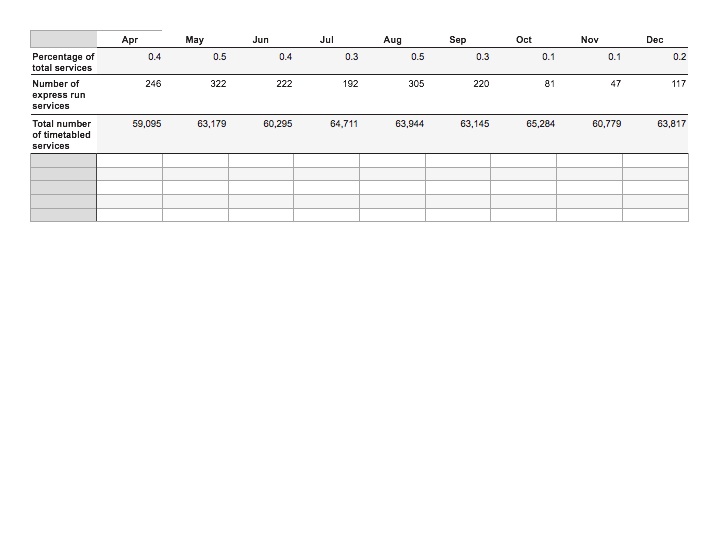 Apr May Jun Jul Aug Sep Oct Nov Dec
Percentage of 0.4 0.5 0.4 0.3 0.5 0.3 0.1 0.1 0.2
total services
Number of 246 322 222 192 305 220 81 47 117
express run
services
Total number 59,095 63,179 60,295 64,711 63,944 63,145 65,284 60,779 63,817
of timetabled
services